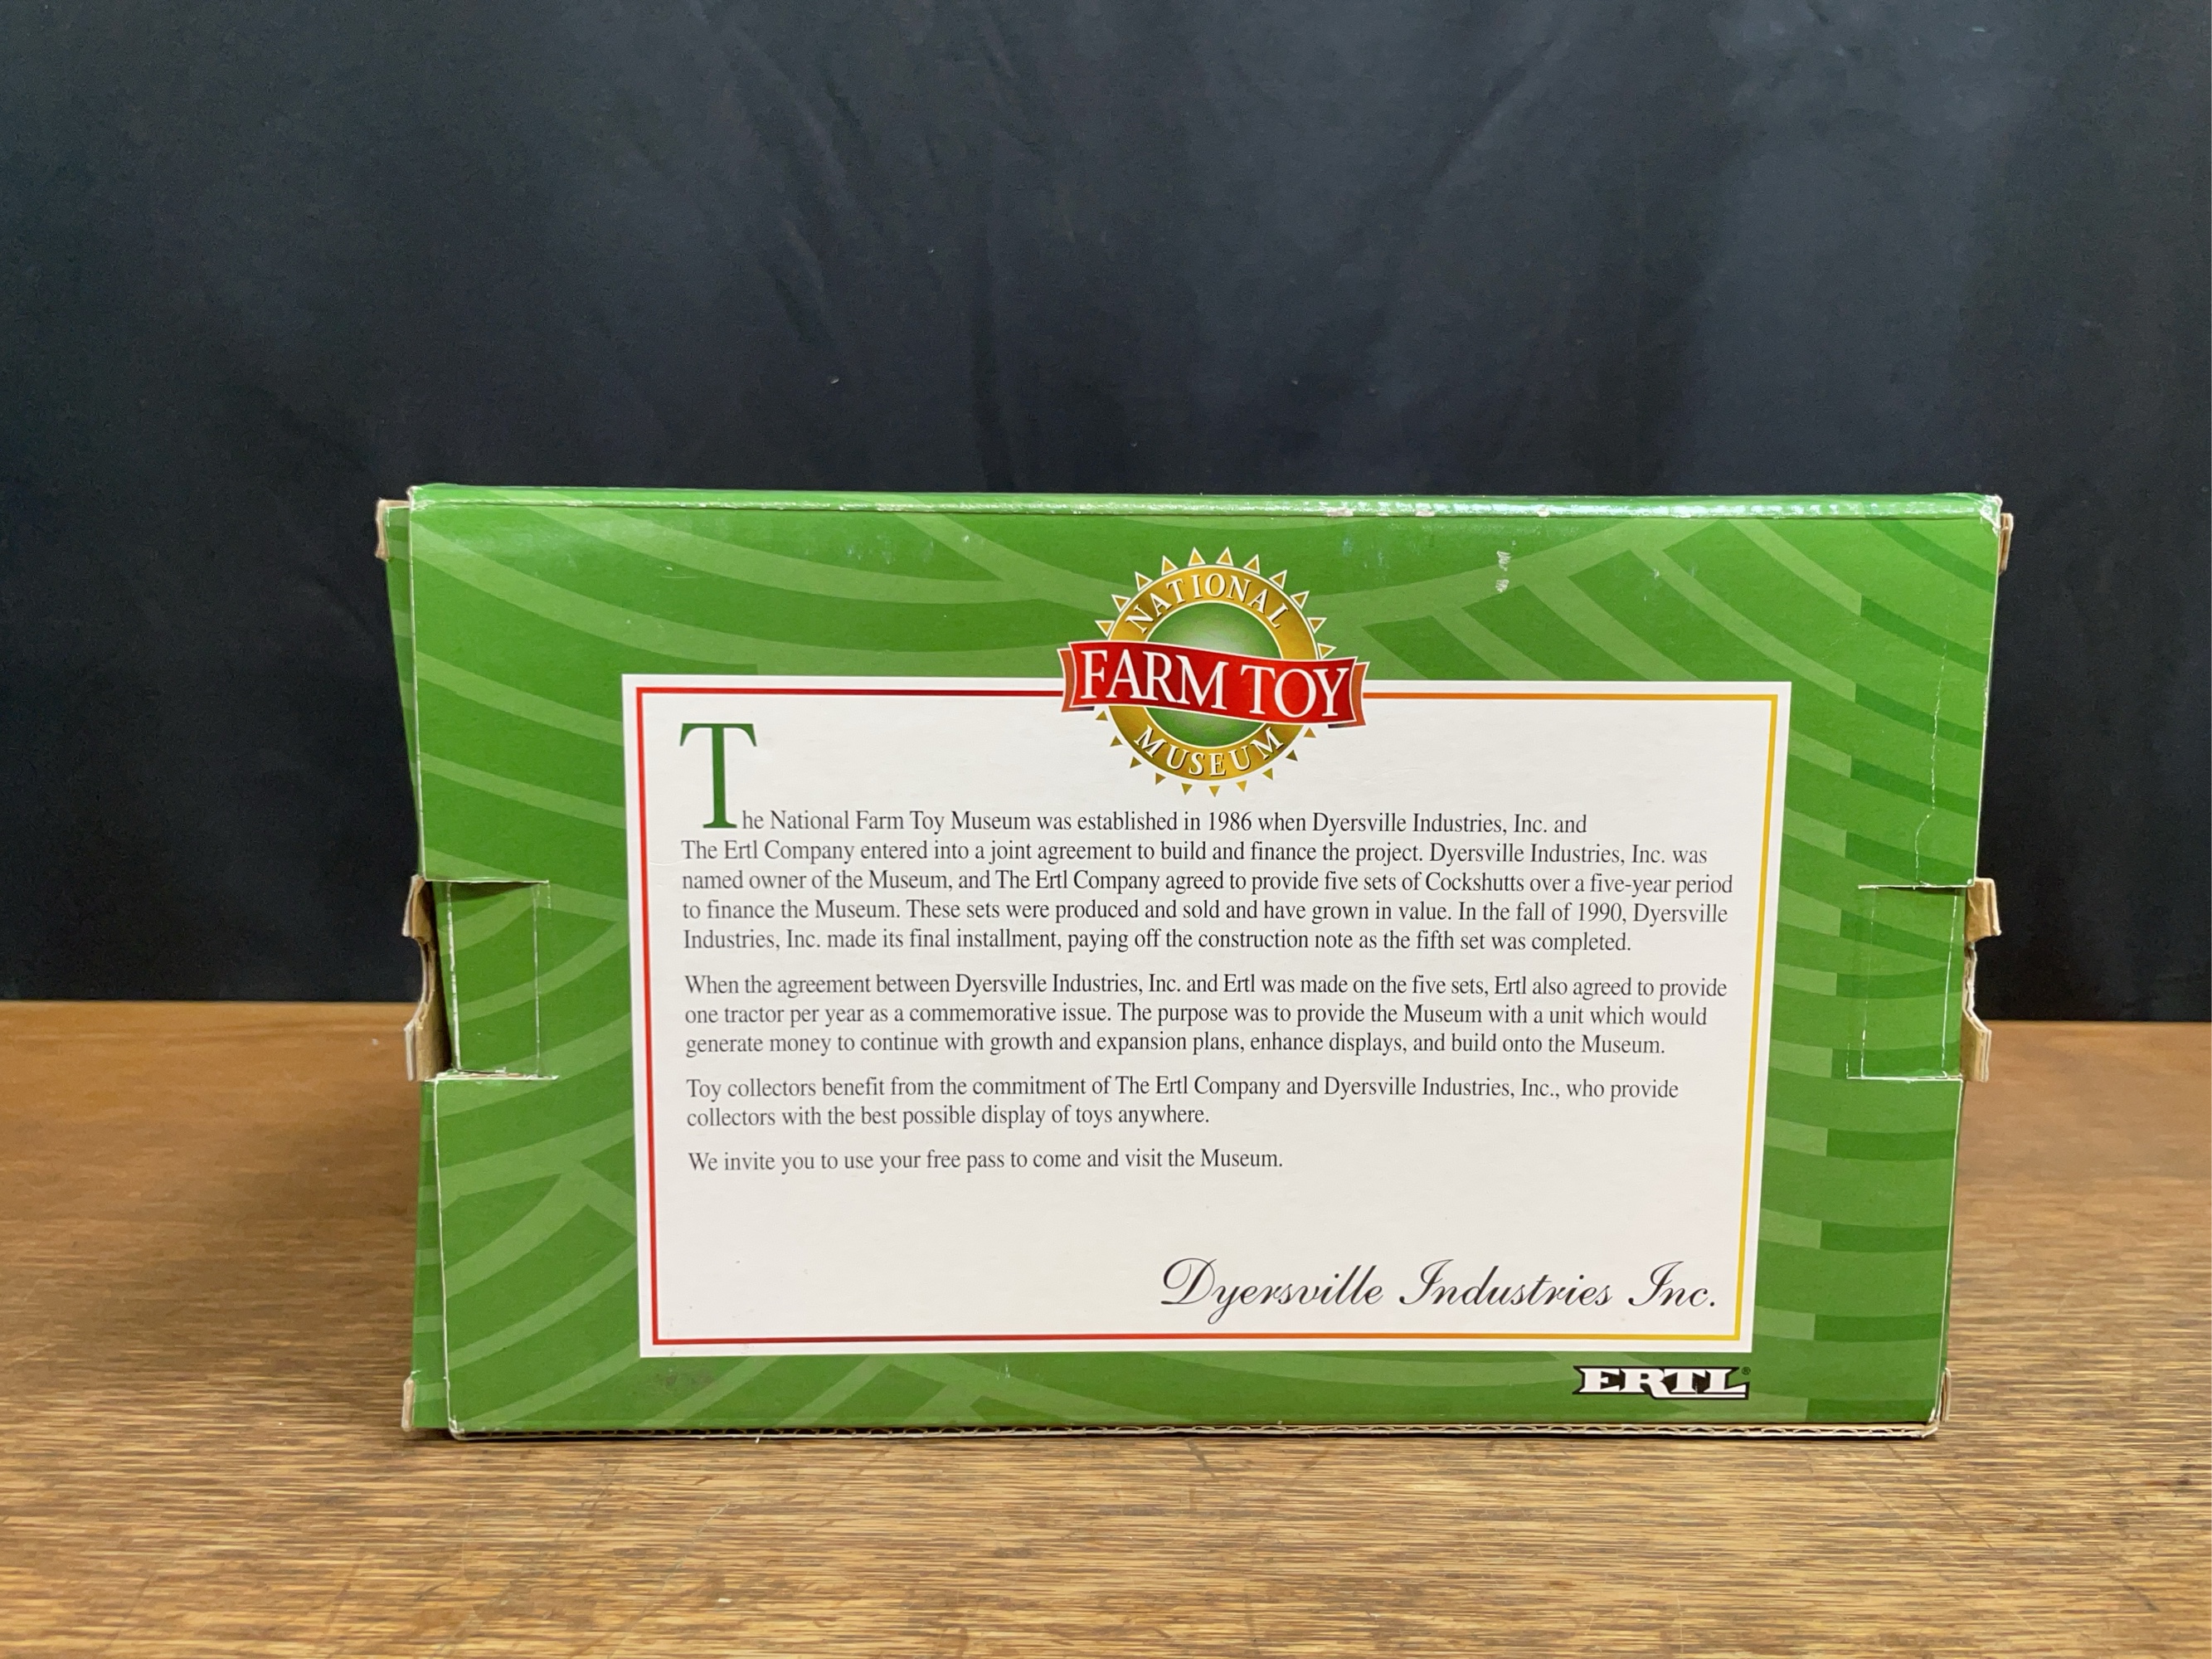 NATIONAL
FARM TOY
MUSEUM
The National Farm Toy Museum was established in 1986 when Dyersville Industries, Inc. and
The Ertl Company entered into a joint agreement to build and finance the project. Dyersville Industries, Inc. was
named owner of the Museum, and The Ertl Company agreed to provide five sets of Cockshutts over a five-year period
to finance the Museum. These sets were produced and sold and have grown in value. In the fall of 1990, Dyersville
Industries, Inc. made its final installment, paying off the construction note as the fifth set was completed.
When the agreement between Dyersville Industries, Inc. and Ertl was made on the five sets, Ertl also agreed to provide
one tractor per year as a commemorative issue. The purpose was to provide the Museum with a unit which would
generate money to continue with growth and expansion plans, enhance displays, and build onto the Museum.
Toy collectors benefit from the commitment of The Ertl Company and Dyersville Industries, Inc., who provide
collectors with the best possible display of toys anywhere.
We invite you to use your free pass to come and visit the Museum.
Dyersville Industries Inc.
ERTL®